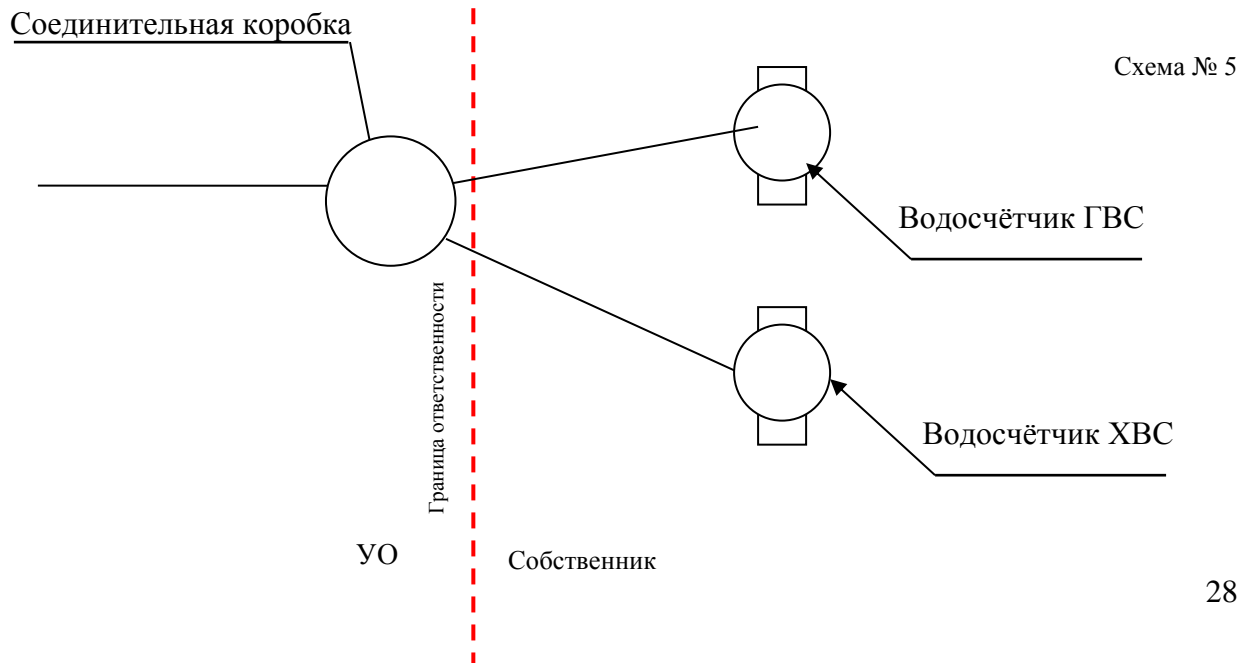 Соединительная коробка
Схема № 5
Водосчётчик ГВС
Граница ответственности
Водосчётчик ХВС
УО
Собственник
28